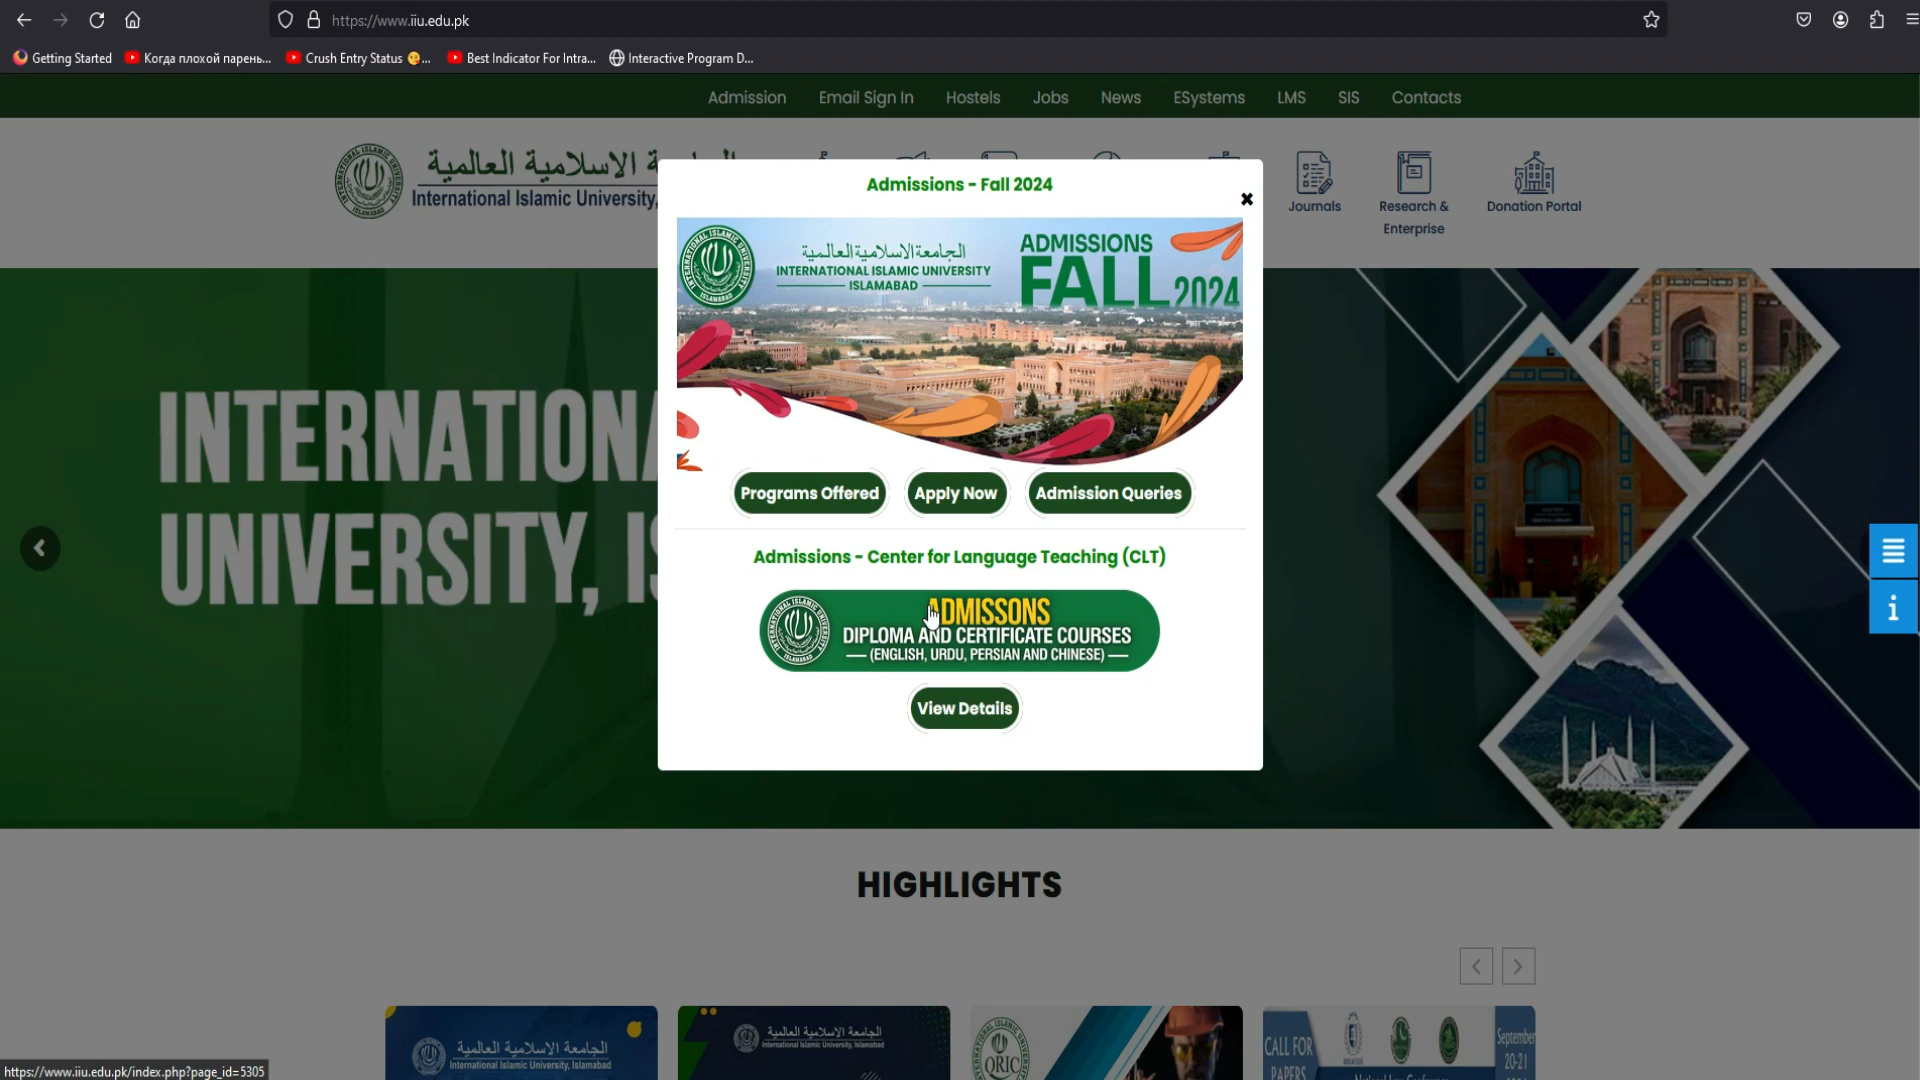 https://www.iiu.edu.pk
Getting Started
Когда плохой парень...
Crush Entry Status 😘...
Best Indicator For Intra...
Interactive Program D...
Admission
Email Sign In
Hostels
Jobs
News
ESystems
LMS
SIS
Contacts
الاسلامية العالمية
International Islamic University,
Journals
Research &
Enterprise
Donation Portal
Admissions - Fall 2024
الجامعة الاسلامية العالمية
INTERNATIONAL ISLAMIC UNIVERSITY
ISLAMABAD
ADMISSIONS
FALL 2024
INTERNATIONA
UNIVERSITY, IS
Programs Offered
Apply Now
Admission Queries
Admissions - Center for Language Teaching (CLT)
ADMISSONS
DIPLOMA AND CERTIFICATE COURSES
(ENGLISH, URDU, PERSIAN AND CHINESE)
View Details
HIGHLIGHTS
الجامعة الاسلامية العالمية
International Islamic University, Islamabad
الجامعة الاسلامية العالمية
International Islamic University, Islamabad
ORIC
CALL FOR
PAPERS
September
20-21
https://www.iiu.edu.pk/index.php?page_id=5305